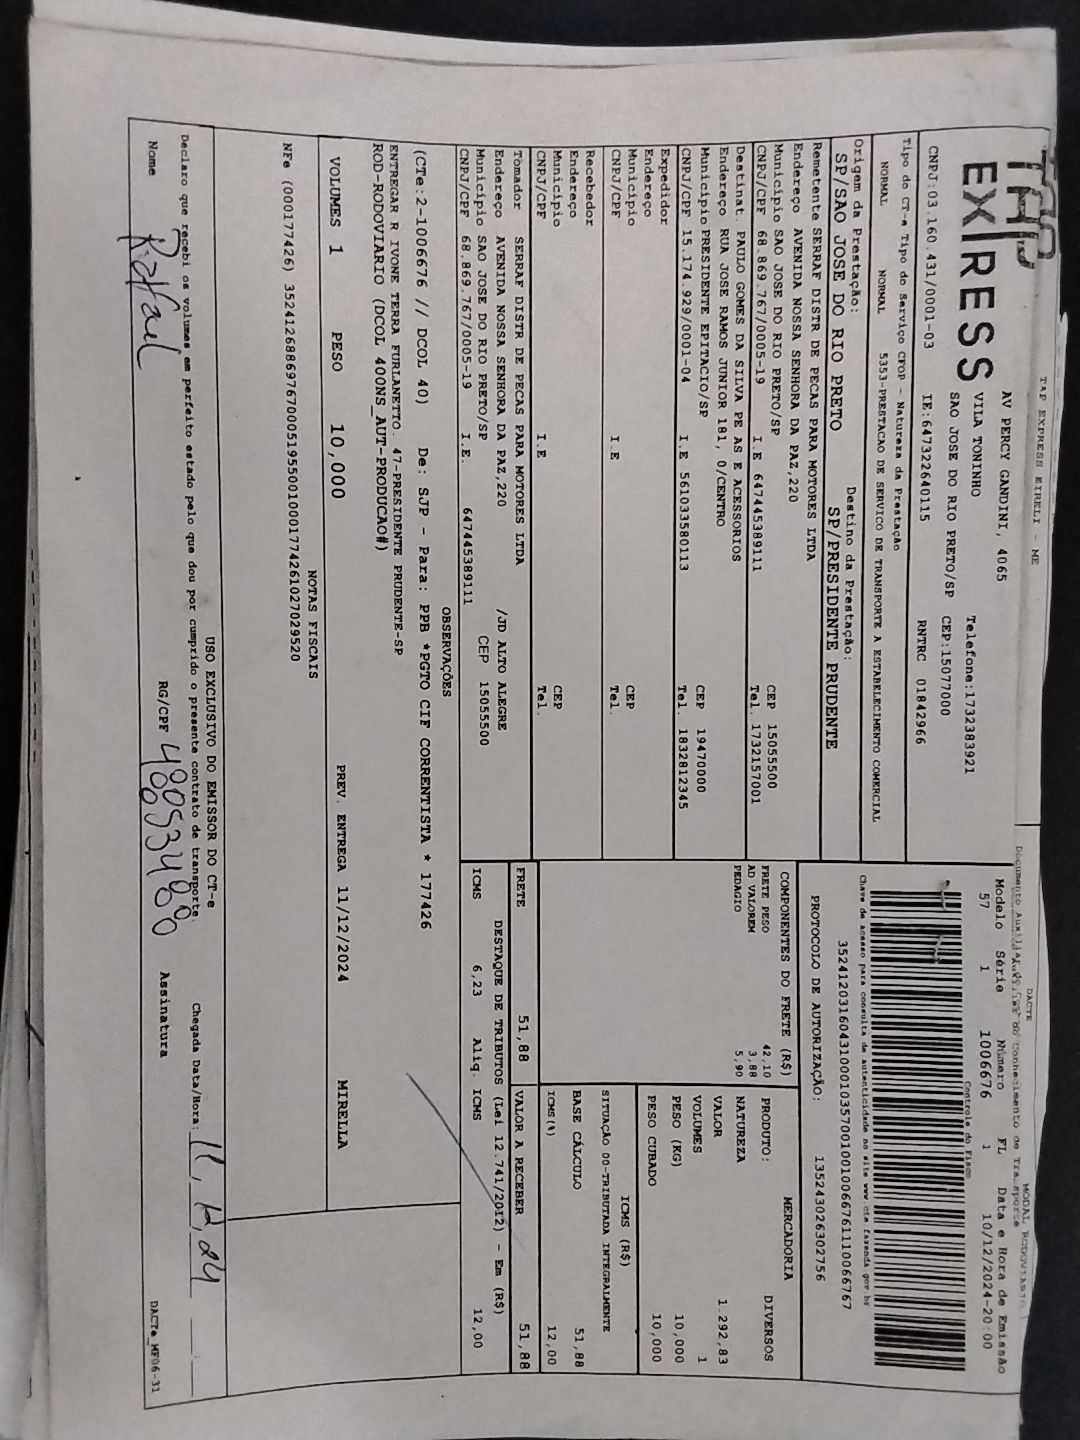 TAP EXPRESS EIRELI - ME
TAP
EXPRESS
AV PERCY GANDINI, 4065
VILA TONINHO
SAO JOSE DO RIO PRETO/SP
Telefone:1732383921
CEP:15077000
CNPJ:03.160.431/0001-03 IE:647322640115 RNTRC 01842966
Tipo do CT-e Tipo do Serviço CFOP - Natureza da Prestação
NORMAL NORMAL 5353-PRESTACAO DE SERVICO DE TRANSPORTE A ESTABELECIMENTO COMERCIAL
Origem da Prestação: Destino da Prestação:
SP/SAO JOSE DO RIO PRETO SP/PRESIDENTE PRUDENTE
DACTE MODAL RODOVIARIO
Documento Auxiliar do Conhecimento de Transporte
Modelo Série Número FL Data e Hora de Emissão
57 1 1006676 1 10/12/2024-20:00
Controle do Fisco
Chave de acesso para consulta de autenticidade no site www.cte.fazenda.gov.br
35241203160431000103570010010066761110066767
PROTOCOLO DE AUTORIZAÇÃO: 135243026302756
Remetente SERRAF DISTR DE PECAS PARA MOTORES LTDA
Endereço AVENIDA NOSSA SENHORA DA PAZ,220
Município SAO JOSE DO RIO PRETO/SP CEP 15055500
CNPJ/CPF 68.869.767/0005-19 I.E 647445389111 Tel. 1732157001
Destinat. PAULO GOMES DA SILVA PE AS E ACESSORIOS
Endereço RUA JOSE RAMOS JUNIOR 181, 0/CENTRO
Município PRESIDENTE EPITACIO/SP CEP 19470000
CNPJ/CPF 15.174.929/0001-04 I.E 561033580113 Tel. 1832812345
Expedidor
Endereço
Município CEP
CNPJ/CPF I.E Tel.
Recebedor
Endereço
Município CEP
CNPJ/CPF I.E Tel.
Tomador SERRAF DISTR DE PECAS PARA MOTORES LTDA
Endereço AVENIDA NOSSA SENHORA DA PAZ,220 /JD ALTO ALEGRE
Município SAO JOSE DO RIO PRETO/SP CEP 15055500
CNPJ/CPF 68.869.767/0005-19 I.E. 647445389111
COMPONENTES DO FRETE (R$)
FRETE PESO 42,10
AD VALOREM 3,88
PEDAGIO 5,90
MERCADORIA
PRODUTO: DIVERSOS
NATUREZA
VALOR 1.292,83
VOLUMES 1
PESO (KG) 10,000
PESO CUBADO 10,000
ICMS (R$)
SITUAÇÃO 00-TRIBUTADA INTEGRALMENTE
BASE CÁLCULO 51,88
ICMS(%) 12,00
FRETE 51,88 VALOR A RECEBER 51,88
DESTAQUE DE TRIBUTOS (Lei 12.741/2012) - Em (R$)
ICMS 6,23 Aliq. ICMS 12,00
OBSERVAÇÕES
(CTe:2-1006676 // DCOL 40) De: SJP - Para: PPB *PGTO CIF CORRENTISTA * 177426
ENTREGAR R IVONE TERRA FURLANETTO. 47-PRESIDENTE PRUDENTE-SP
ROD-RODOVIARIO (DCOL 400NS_AUT-PRODUCAO#)
VOLUMES 1 PESO 10,000 PREV. ENTREGA 11/12/2024 MIRELLA
NOTAS FISCAIS
NFe (000177426) 35241268869767000519550010001774261027029520
USO EXCLUSIVO DO EMISSOR DO CT-e
Declaro que recebi os volumes em perfeito estado pelo que dou por cumprido o presente contrato de transporte. Chegada Data/Hora: 11, 12, 24
Nome Rafael RG/CPF Assinatura
DACTe_MF06-31